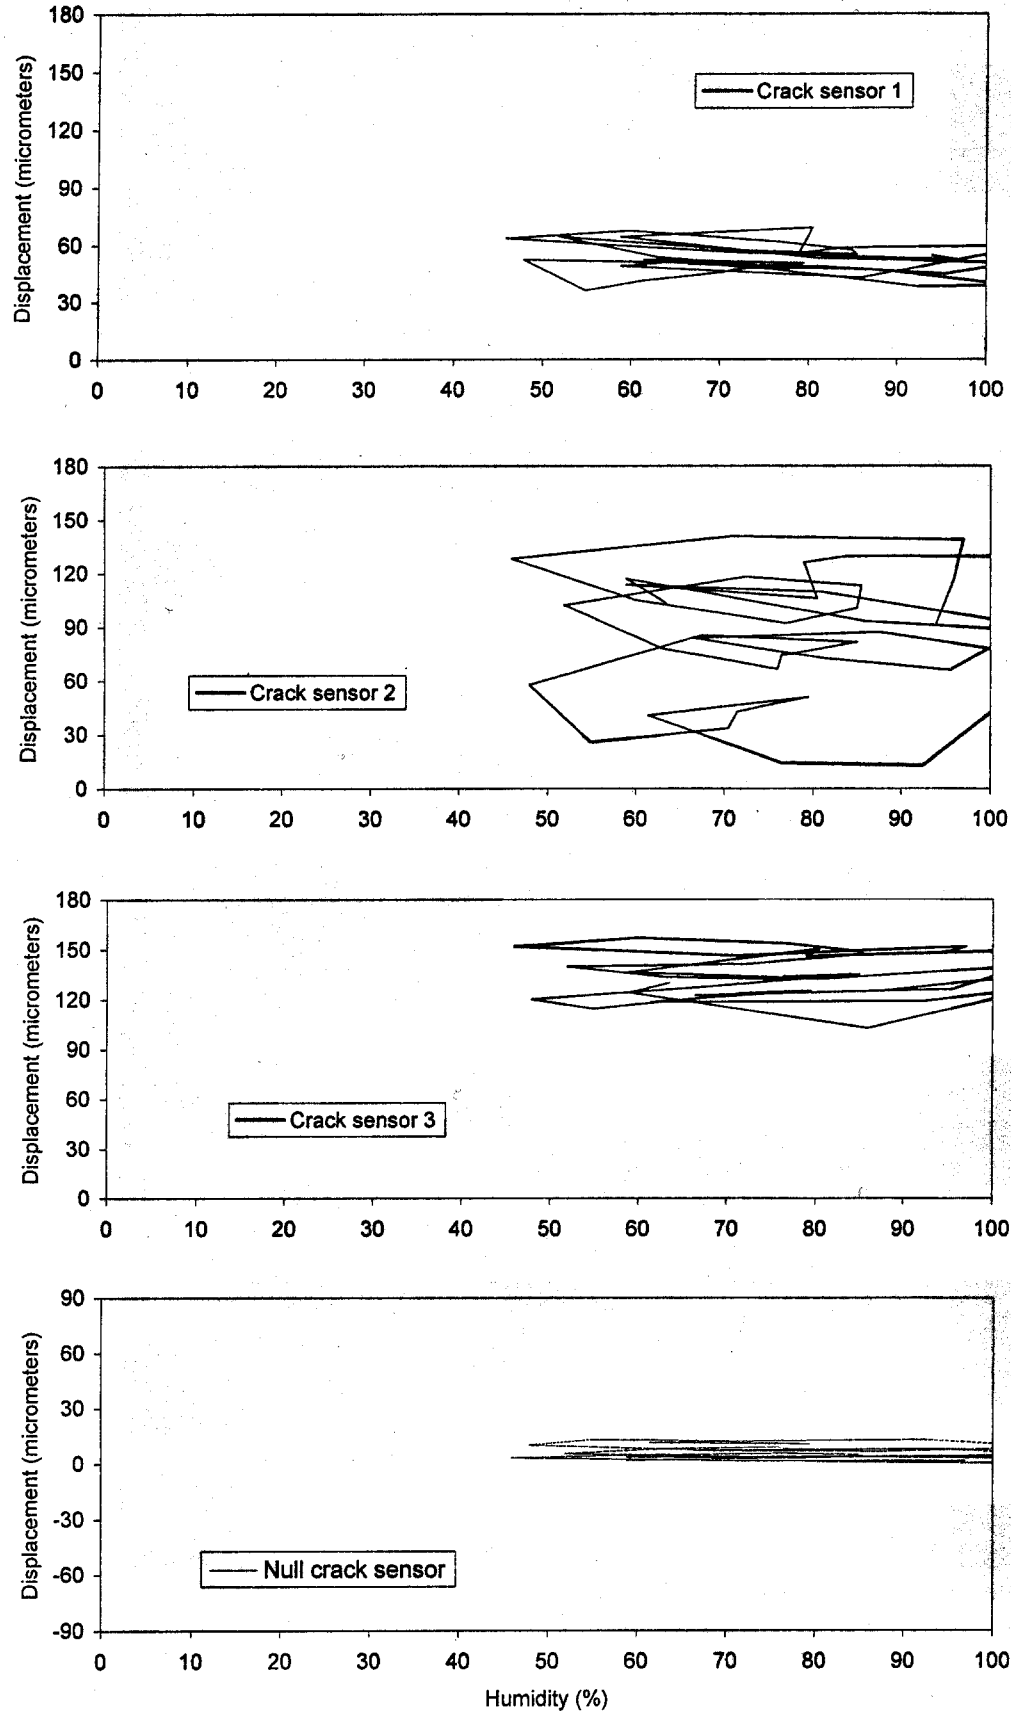 180
150
120
90
60
30
0
Displacement (micrometers)
Crack sensor 1
0 10 20 30 40 50 60 70 80 90 100
180
150
120
90
60
30
0
Displacement (micrometers)
Crack sensor 2
0 10 20 30 40 50 60 70 80 90 100
180
150
120
90
60
30
0
Displacement (micrometers)
Crack sensor 3
0 10 20 30 40 50 60 70 80 90 100
90
60
30
0
-30
-60
-90
Displacement (micrometers)
Null crack sensor
0 10 20 30 40 50 60 70 80 90 100
Humidity (%)